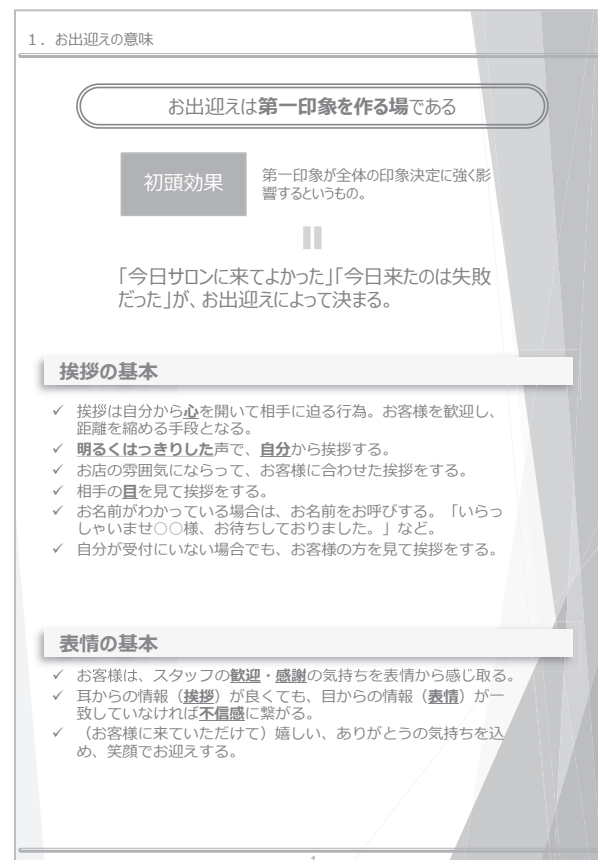 1．お出迎えの意味
お出迎えは第一印象を作る場である
初頭効果
第一印象が全体の印象決定に強く影
響するというもの。
「今日サロンに来てよかった」「今日来たのは失敗
だった」が、お出迎えによって決まる。
挨拶の基本
✓ 挨拶は自分から心を開いて相手に迫る行為。お客様を歓迎し、
距離を縮める手段となる。
✓ 明るくはっきりした声で、自分から挨拶する。
✓ お店の雰囲気にならって、お客様に合わせた挨拶をする。
✓ 相手の目を見て挨拶をする。
✓ お名前がわかっている場合は、お名前をお呼びする。「いらっ
しゃいませ○○様、お待ちしておりました。」など。
✓ 自分が受付にいない場合でも、お客様の方を見て挨拶をする。
表情の基本
✓ お客様は、スタッフの歓迎・感謝の気持ちを表情から感じ取る。
✓ 耳からの情報（挨拶）が良くても、目からの情報（表情）が一
致していなければ不信感に繋がる。
✓ （お客様に来ていただけて）嬉しい、ありがとうの気持ちを込
め、笑顔でお迎えする。
1